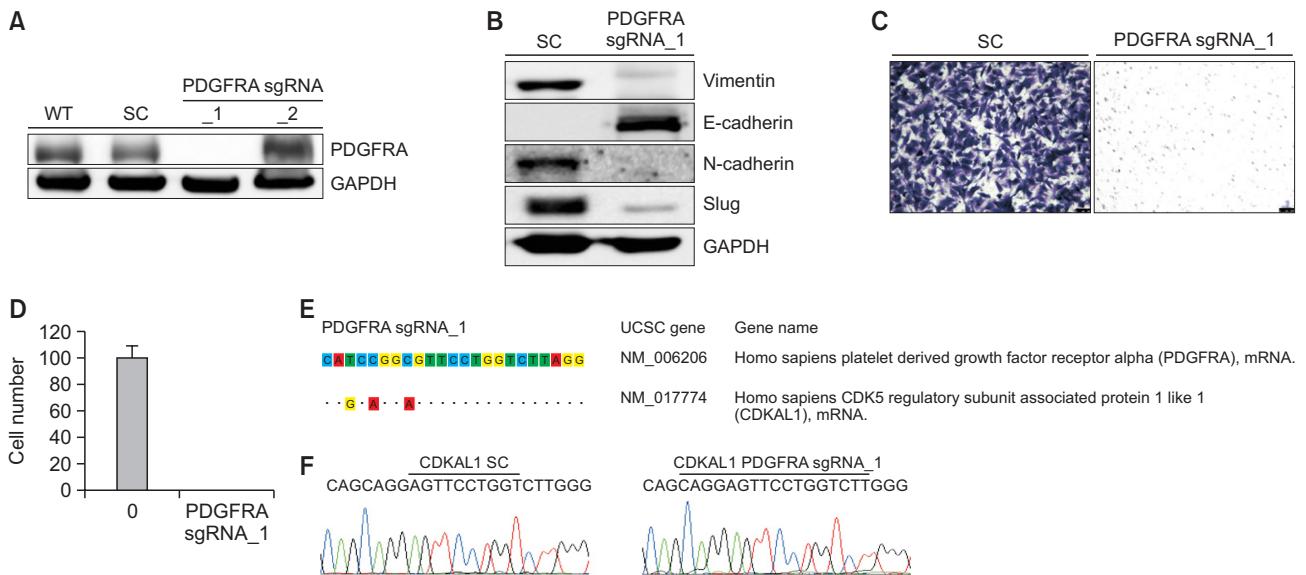 A
PDGFRA sgRNA
WT SC _1 _2
PDGFRA
GAPDH
B
SC PDGFRA sgRNA_1
Vimentin
E-cadherin
N-cadherin
Slug
GAPDH
C
SC PDGFRA sgRNA_1
D
Cell number
120
100
80
60
40
20
0
0 PDGFRA sgRNA_1
E
PDGFRA sgRNA_1 UCSC gene Gene name
CATCCGGCGTTCCTGGTCTTAGG NM_006206 Homo sapiens platelet derived growth factor receptor alpha (PDGFRA), mRNA.
··G·A··A··············· NM_017774 Homo sapiens CDK5 regulatory subunit associated protein 1 like 1
(CDKAL1), mRNA.
F
CDKAL1 SC
CAGCAGGAGTTCCTGGTCTTGGG
CDKAL1 PDGFRA sgRNA_1
CAGCAGGAGTTCCTGGTCTTGGG